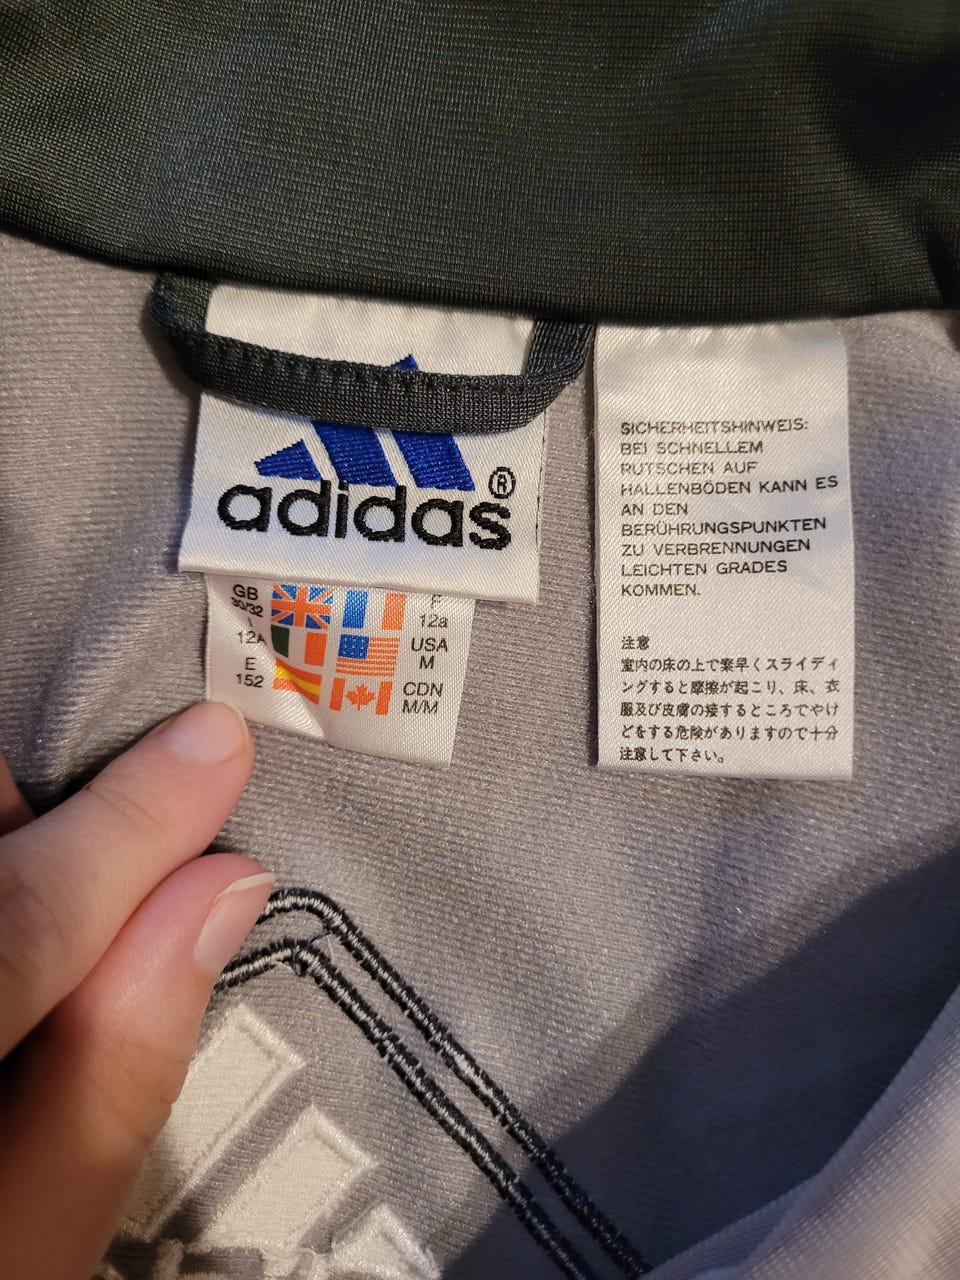 adidas®
GB
30/32
I
12A
E
152
F
12a
USA
M
CDN
M/M
SICHERHEITSHINWEIS:
BEI SCHNELLEM
RUTSCHEN AUF
HALLENBÖDEN KANN ES
AN DEN
BERÜHRUNGSPUNKTEN
ZU VERBRENNUNGEN
LEICHTEN GRADES
KOMMEN.
注意
室内の床の上で素早くスライディ
ングすると摩擦が起こり、床、衣
服及び皮膚の接するところでやけ
どをする危険がありますので十分
注意して下さい。